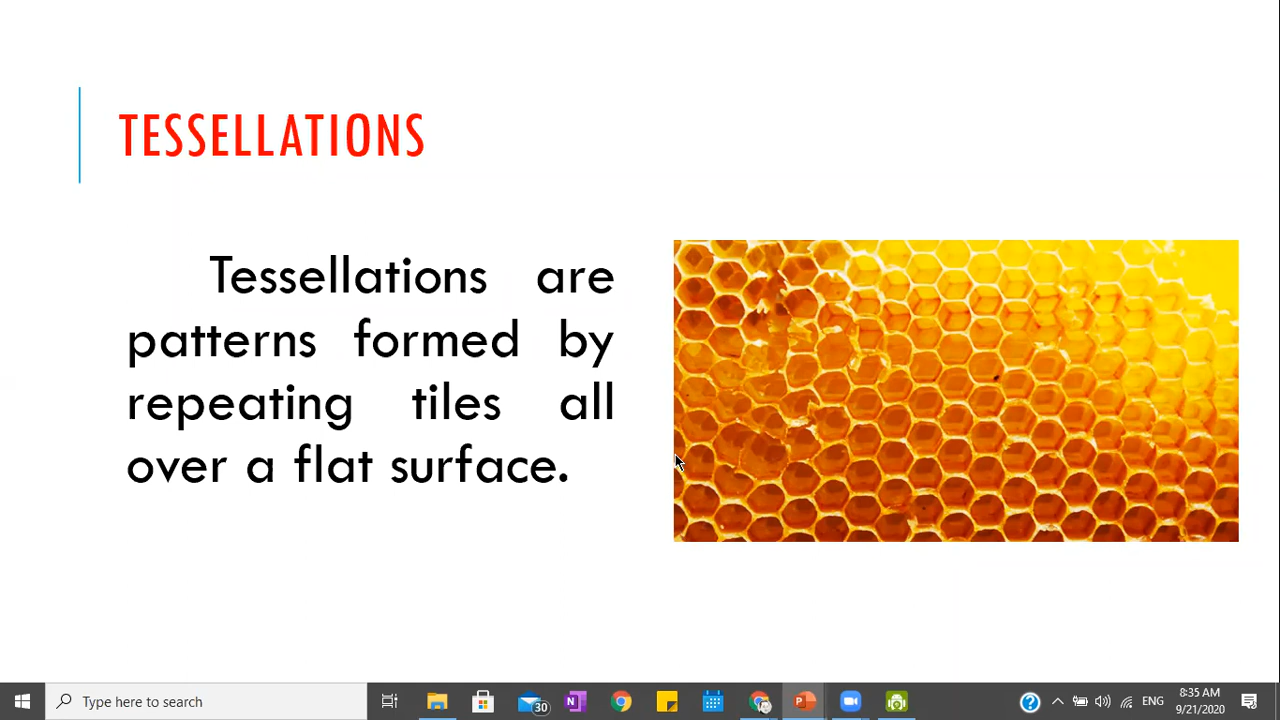 TESSELLATIONS
Tessellations are
patterns formed by
repeating tiles all
over a flat surface.
Type here to search
30
ENG
8:35 AM
9/21/2020